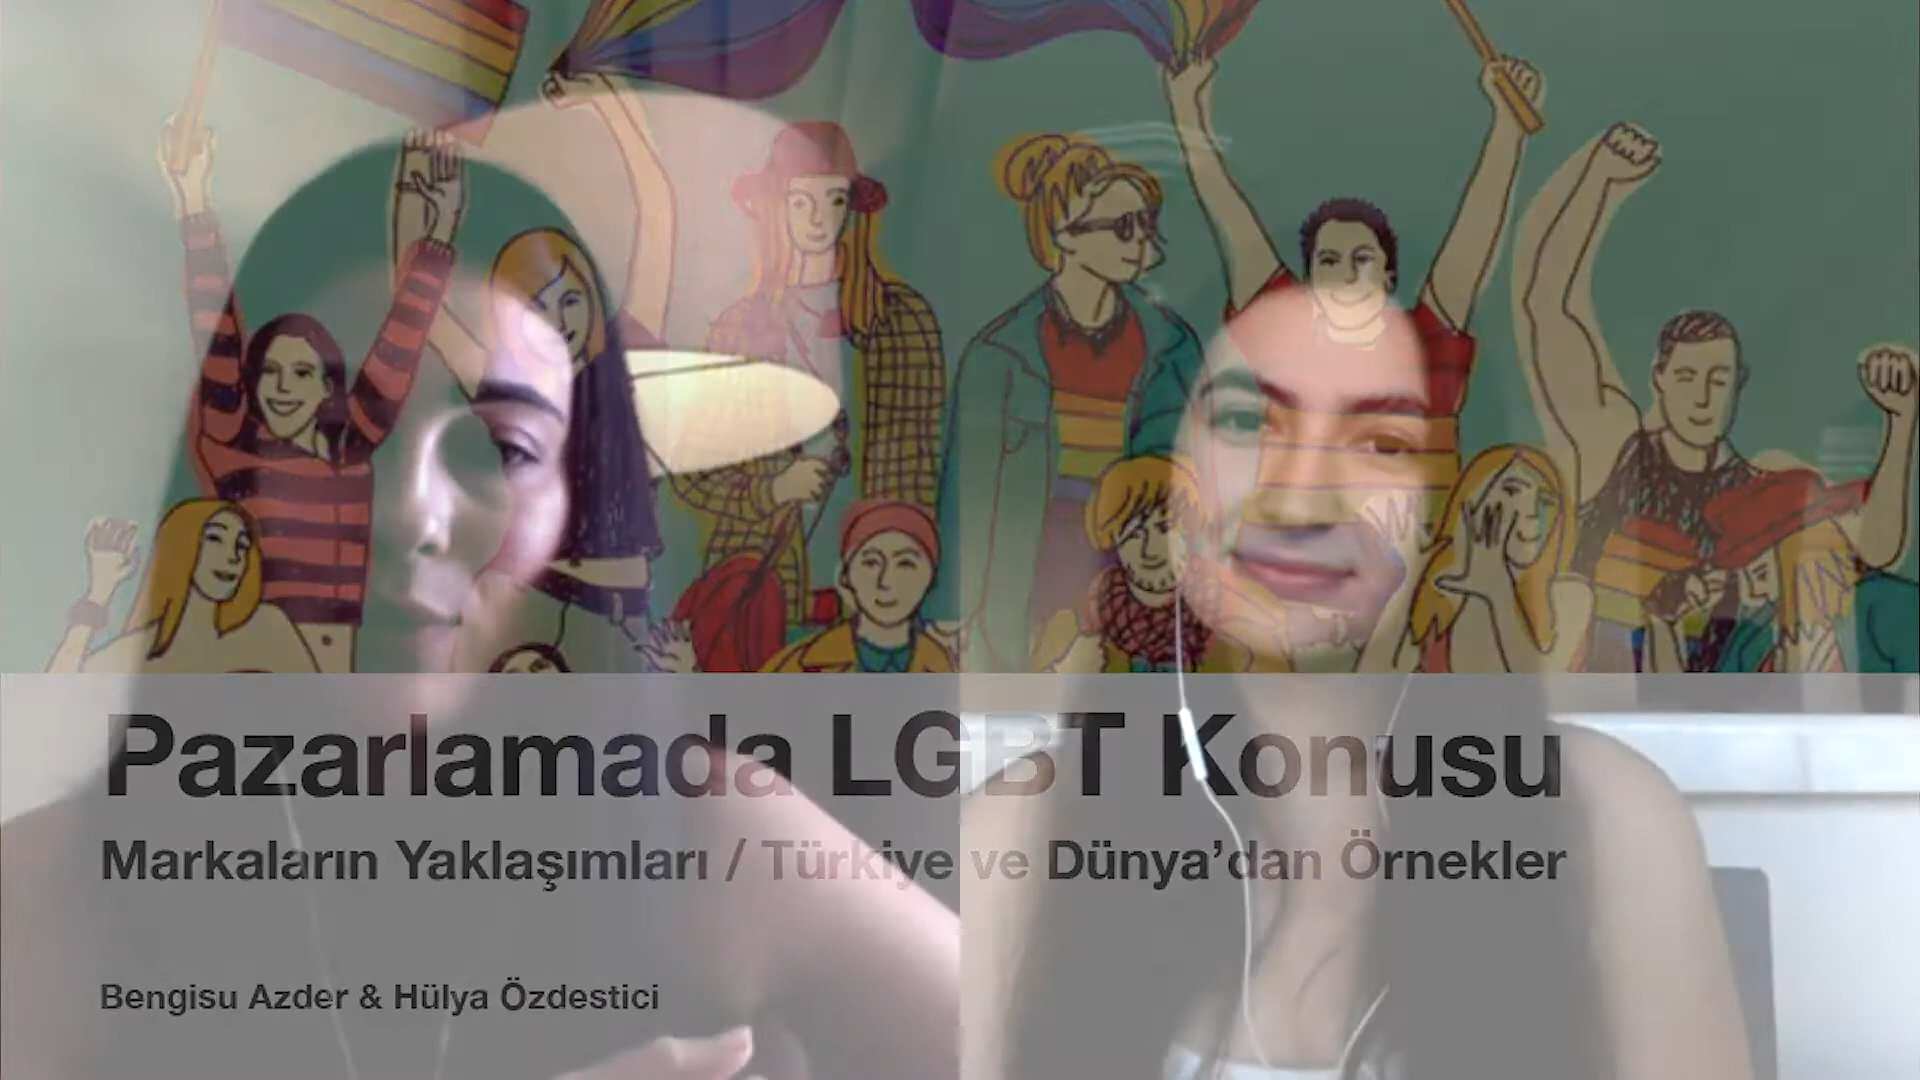 Pazarlamada LGBT Konusu
Markaların Yaklaşımları / Türkiye ve Dünya’dan Örnekler
Bengisu Azder & Hülya Özdestici